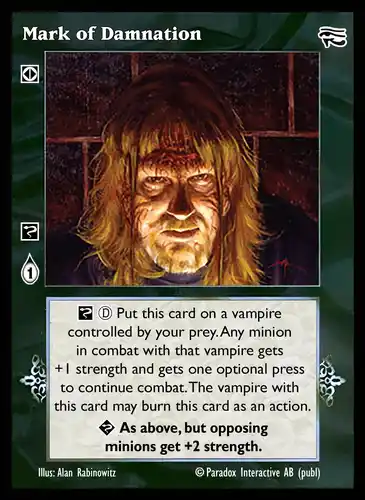 Mark of Damnation
1
D Put this card on a vampire
controlled by your prey. Any minion
in combat with that vampire gets
+1 strength and gets one optional press
to continue combat. The vampire with
this card may burn this card as an action.
As above, but opposing
minions get +2 strength.
Illus: Alan Rabinowitz © Paradox Interactive AB (publ)